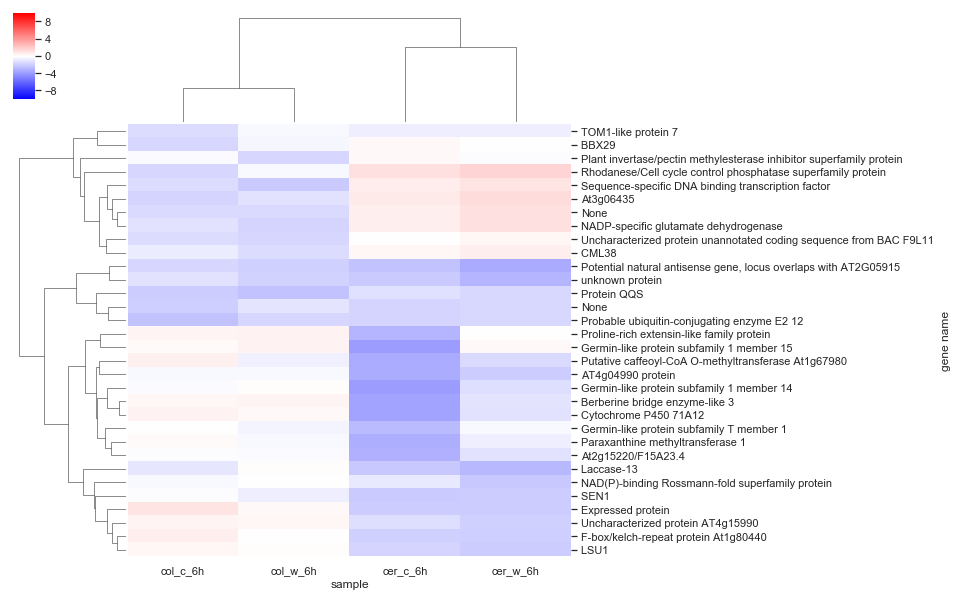 8
4
0
−4
−8
TOM1-like protein 7
BBX29
Plant invertase/pectin methylesterase inhibitor superfamily protein
Rhodanese/Cell cycle control phosphatase superfamily protein
Sequence-specific DNA binding transcription factor
At3g06435
None
NADP-specific glutamate dehydrogenase
Uncharacterized protein unannotated coding sequence from BAC F9L11
CML38
Potential natural antisense gene, locus overlaps with AT2G05915
unknown protein
Protein QQS
None
Probable ubiquitin-conjugating enzyme E2 12
Proline-rich extensin-like family protein
Germin-like protein subfamily 1 member 15
Putative caffeoyl-CoA O-methyltransferase At1g67980
AT4g04990 protein
Germin-like protein subfamily 1 member 14
Berberine bridge enzyme-like 3
Cytochrome P450 71A12
Germin-like protein subfamily T member 1
Paraxanthine methyltransferase 1
At2g15220/F15A23.4
Laccase-13
NAD(P)-binding Rossmann-fold superfamily protein
SEN1
Expressed protein
Uncharacterized protein AT4g15990
F-box/kelch-repeat protein At1g80440
LSU1
gene name
col_c_6h col_w_6h cer_c_6h cer_w_6h
sample